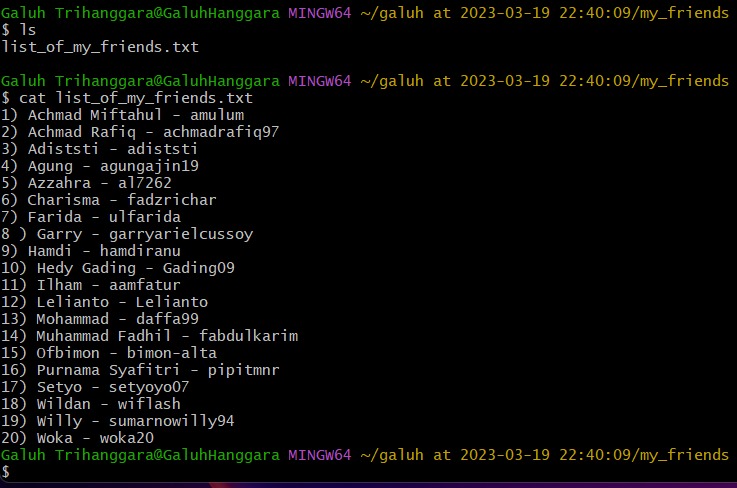 Galuh Trihanggara@GaluhHanggara MINGW64 ~/galuh at 2023-03-19 22:40:09/my_friends
$ ls
list_of_my_friends.txt
Galuh Trihanggara@GaluhHanggara MINGW64 ~/galuh at 2023-03-19 22:40:09/my_friends
$ cat list_of_my_friends.txt
1) Achmad Miftahul - amulum
2) Achmad Rafiq - achmadrafiq97
3) Adiststi - adiststi
4) Agung - agungajin19
5) Azzahra - al7262
6) Charisma - fadzrichar
7) Farida - ulfarida
8 ) Garry - garryarielcussoy
9) Hamdi - hamdiranu
10) Hedy Gading - Gading09
11) Ilham - aamfatur
12) Lelianto - Lelianto
13) Mohammad - daffa99
14) Muhammad Fadhil - fabdulkarim
15) Ofbimon - bimon-alta
16) Purnama Syafitri - pipitmnr
17) Setyo - setyoyo07
18) Wildan - wiflash
19) Willy - sumarnowilly94
20) Woka - woka20
Galuh Trihanggara@GaluhHanggara MINGW64 ~/galuh at 2023-03-19 22:40:09/my_friends
$